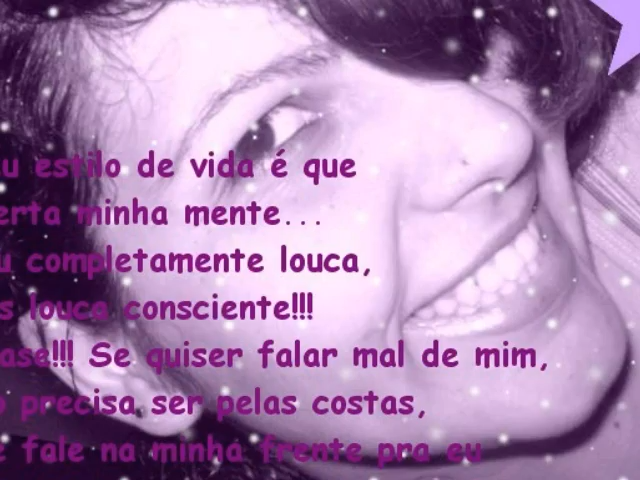 u estilo de vida é que
erta minha mente...
u completamente louca,
s louca consciente!!!
ase!!! Se quiser falar mal de mim,
o precisa ser pelas costas,
e fale na minha frente pra eu